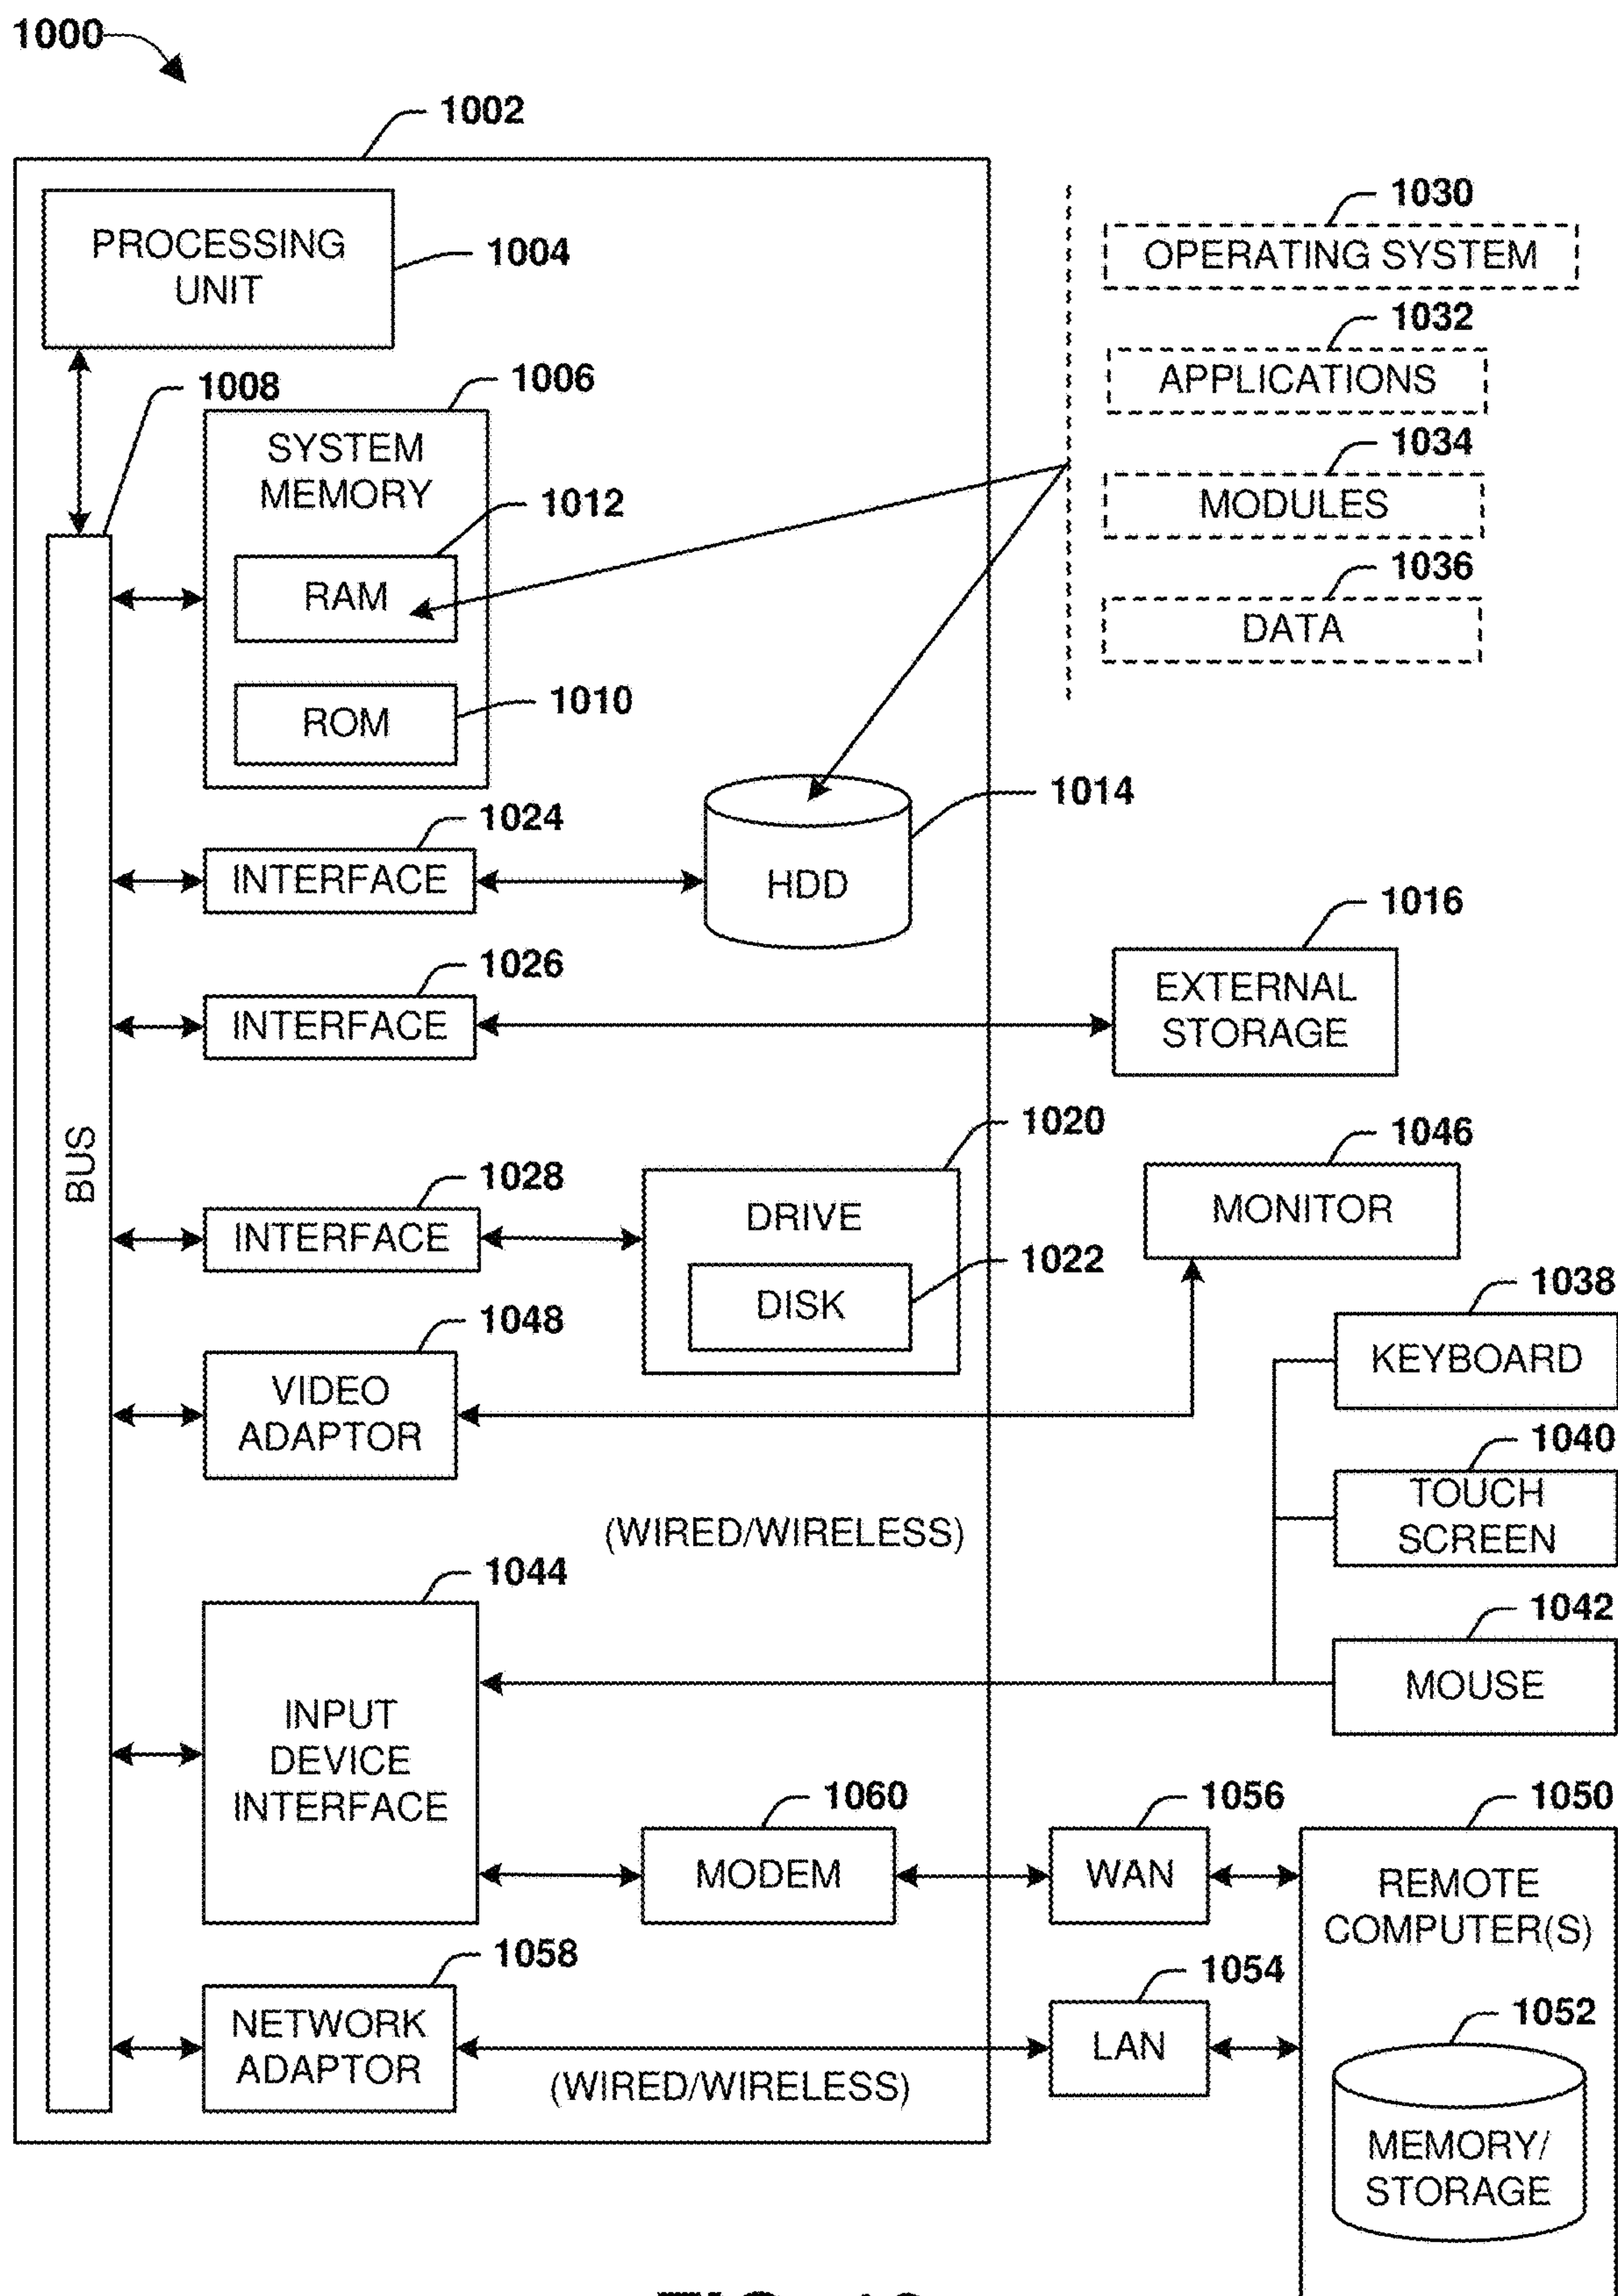 1000
1002
1030
PROCESSING
UNIT
1004
OPERATING SYSTEM
1032
APPLICATIONS
1008
1006
SYSTEM
MEMORY
1034
MODULES
1012
RAM
1036
DATA
1010
ROM
1014
HDD
1024
INTERFACE
1016
EXTERNAL
STORAGE
1026
INTERFACE
BUS
1020
DRIVE
1046
MONITOR
1028
INTERFACE
1022
DISK
1038
KEYBOARD
1048
VIDEO
ADAPTOR
1040
TOUCH
SCREEN
(WIRED/WIRELESS)
1044
INPUT
DEVICE
INTERFACE
1042
MOUSE
1060
MODEM
1056
WAN
1050
REMOTE
COMPUTER(S)
1058
NETWORK
ADAPTOR
1054
LAN
(WIRED/WIRELESS)
1052
MEMORY/
STORAGE